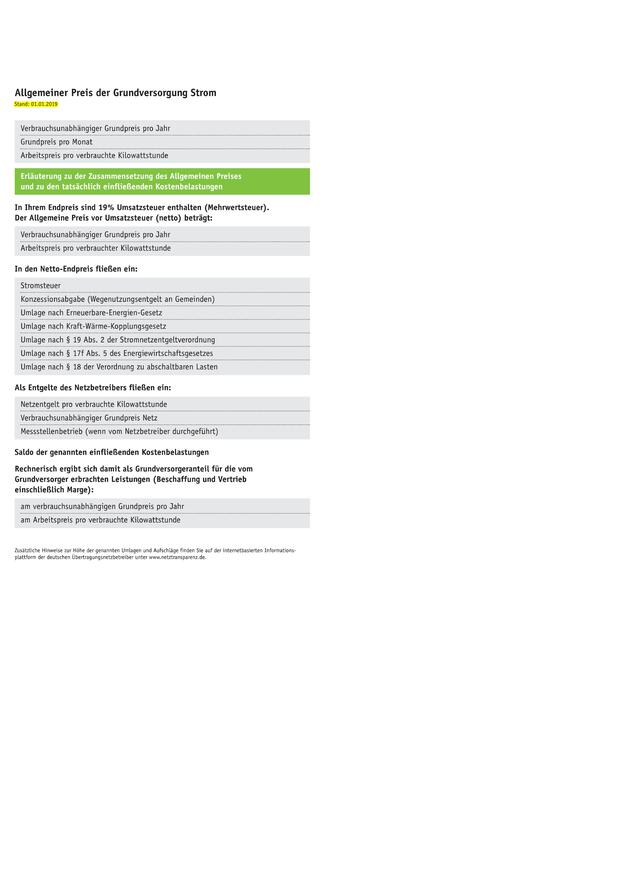 Allgemeiner Preis der Grundversorgung Strom
Stand: 01.01.2019
Verbrauchsunabhängiger Grundpreis pro Jahr
Grundpreis pro Monat
Arbeitspreis pro verbrauchte Kilowattstunde
Erläuterung zu der Zusammensetzung des Allgemeinen Preises
und zu den tatsächlich einfließenden Kostenbelastungen
In Ihrem Endpreis sind 19% Umsatzsteuer enthalten (Mehrwertsteuer).
Der Allgemeine Preis vor Umsatzsteuer (netto) beträgt:
Verbrauchsunabhängiger Grundpreis pro Jahr
Arbeitspreis pro verbrauchter Kilowattstunde
In den Netto-Endpreis fließen ein:
Stromsteuer
Konzessionsabgabe (Wegenutzungsentgelt an Gemeinden)
Umlage nach Erneuerbare-Energien-Gesetz
Umlage nach Kraft-Wärme-Kopplungsgesetz
Umlage nach § 19 Abs. 2 der Stromnetzentgeltverordnung
Umlage nach § 17f Abs. 5 des Energiewirtschaftsgesetzes
Umlage nach § 18 der Verordnung zu abschaltbaren Lasten
Als Entgelte des Netzbetreibers fließen ein:
Netzentgelt pro verbrauchte Kilowattstunde
Verbrauchsunabhängiger Grundpreis Netz
Messstellenbetrieb (wenn vom Netzbetreiber durchgeführt)
Saldo der genannten einfließenden Kostenbelastungen
Rechnerisch ergibt sich damit als Grundversorgeranteil für die vom
Grundversorger erbrachten Leistungen (Beschaffung und Vertrieb
einschließlich Marge):
am verbrauchsunabhängigen Grundpreis pro Jahr
am Arbeitspreis pro verbrauchte Kilowattstunde
Zusätzliche Hinweise zur Höhe der genannten Umlagen und Aufschläge finden Sie auf der internetbasierten Informations-
plattform der deutschen Übertragungsnetzbetreiber unter www.netztransparenz.de.